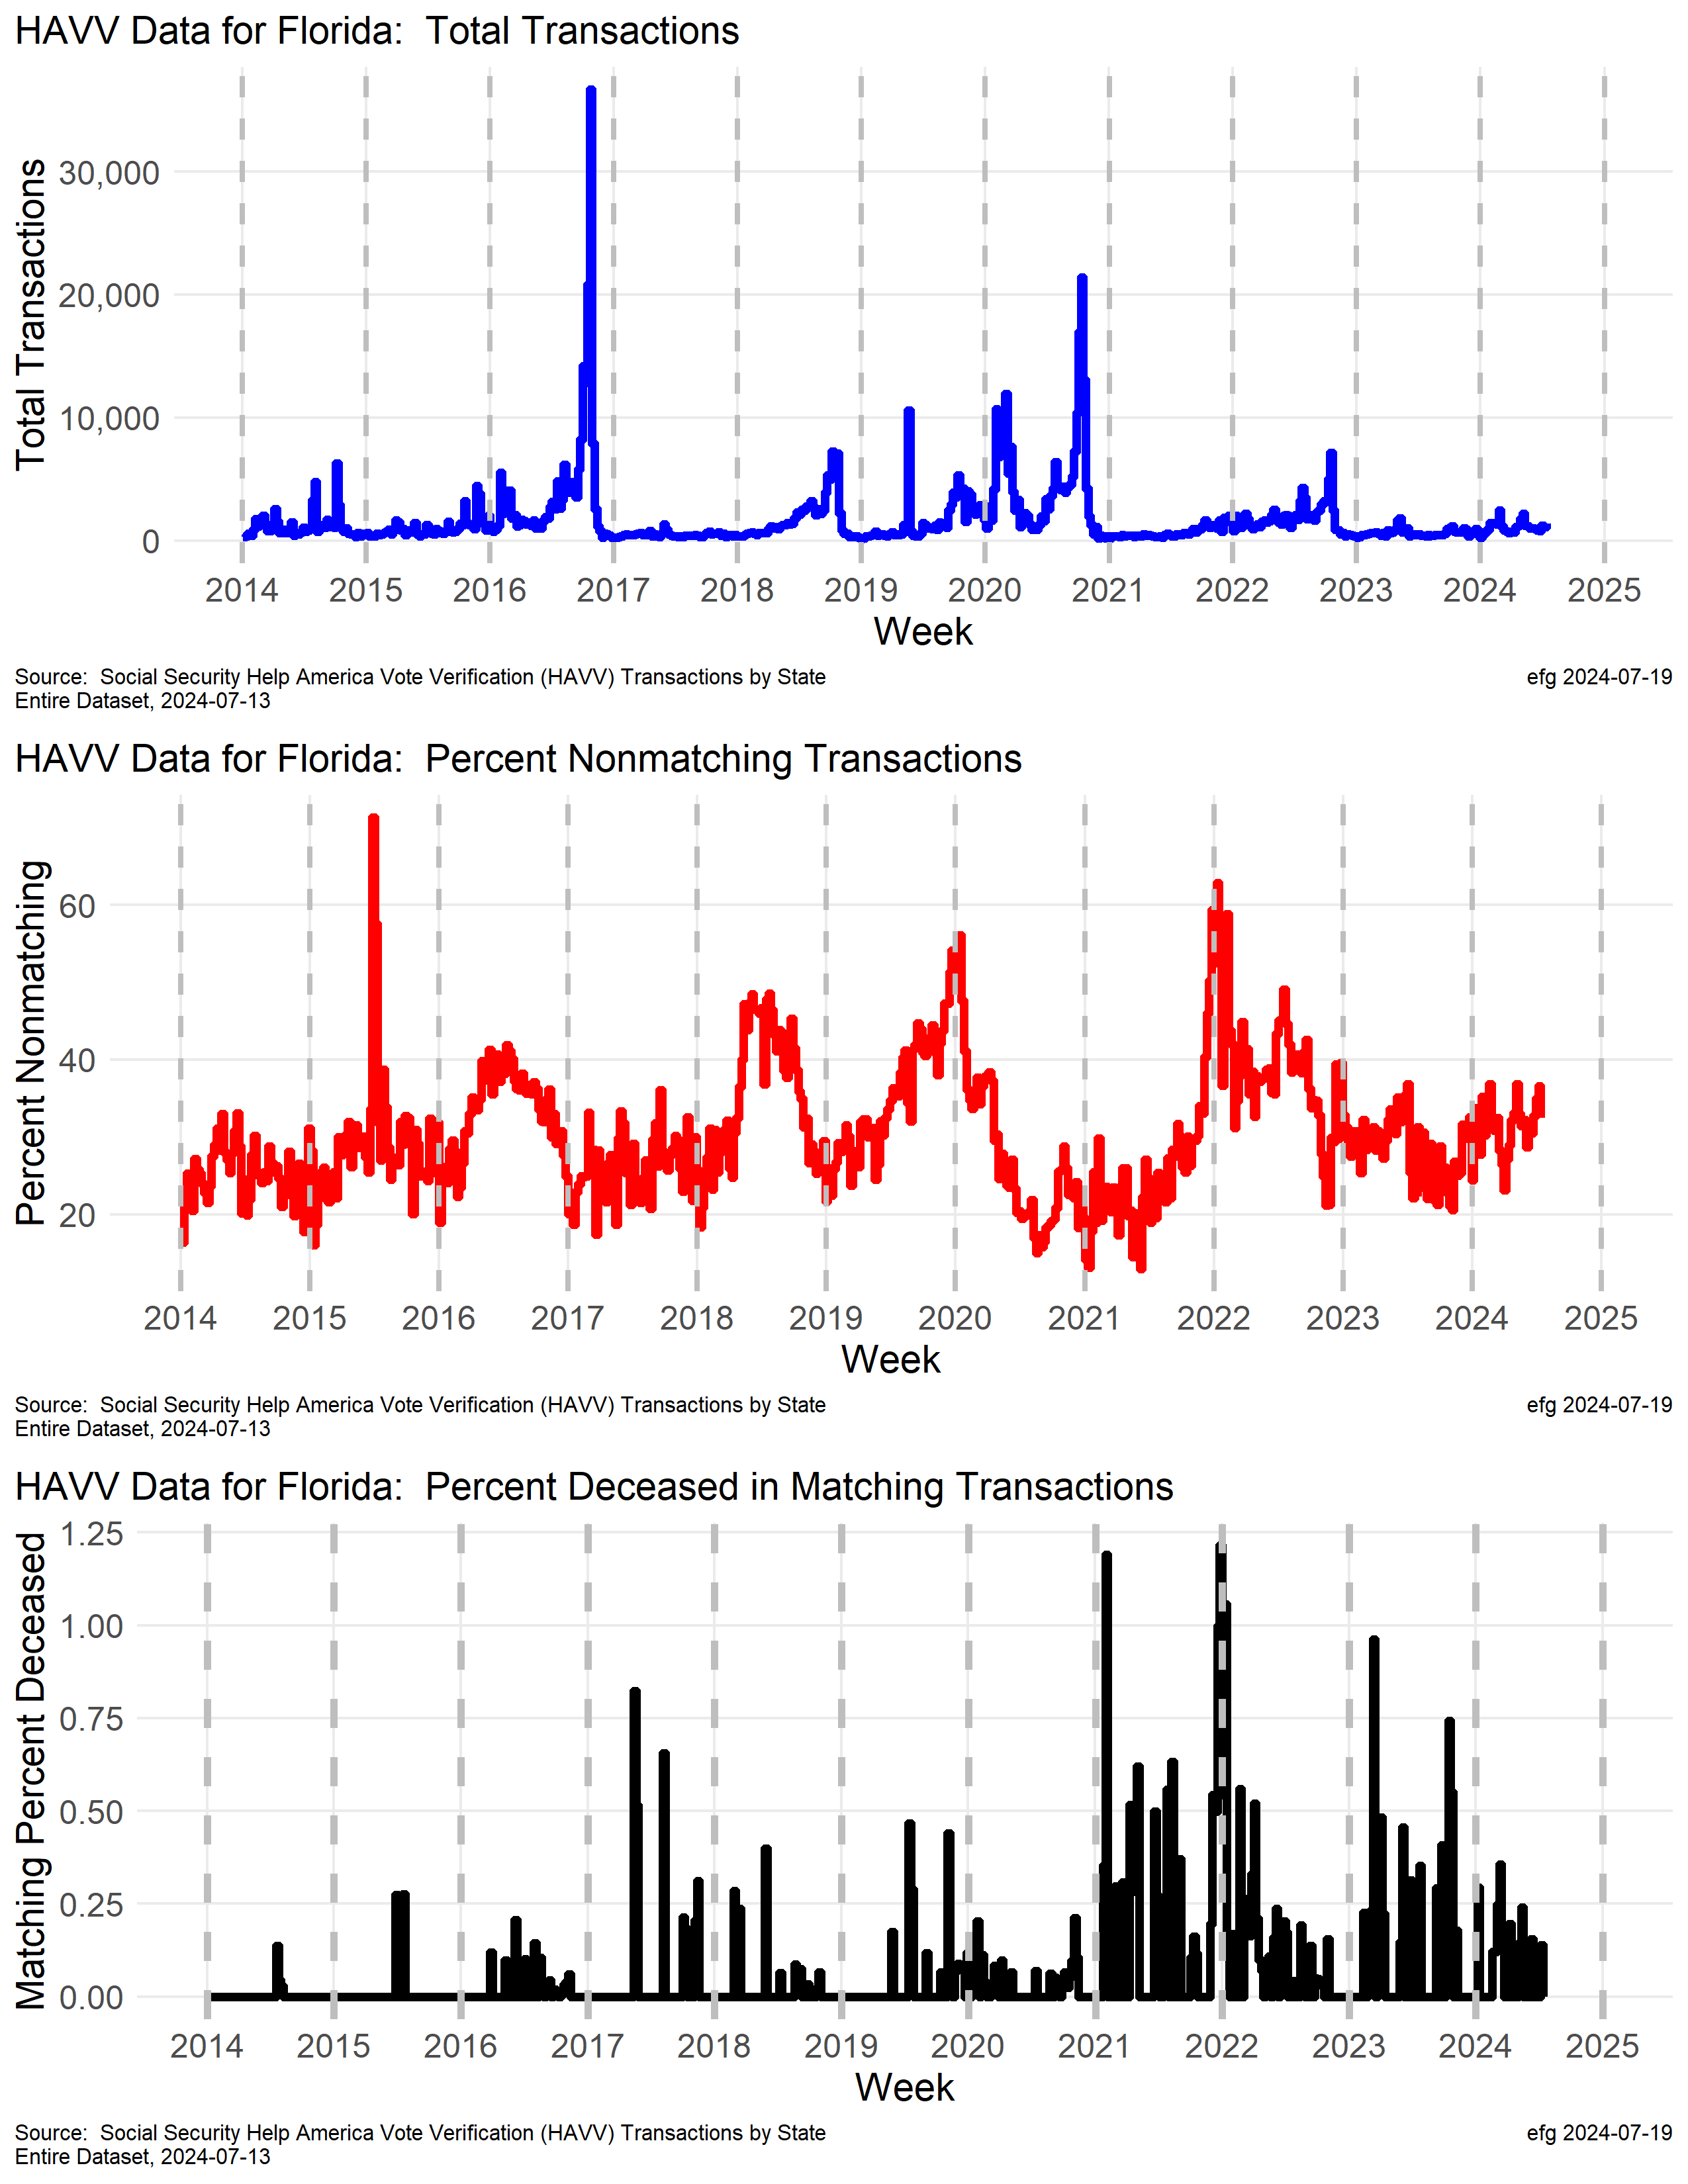 HAVV Data for Florida:  Total Transactions
Total Transactions
30,000
20,000
10,000
0
2014 2015 2016 2017 2018 2019 2020 2021 2022 2023 2024 2025
Week
Source:  Social Security Help America Vote Verification (HAVV) Transactions by State
Entire Dataset, 2024-07-13
efg 2024-07-19
HAVV Data for Florida:  Percent Nonmatching Transactions
Percent Nonmatching
60
40
20
2014 2015 2016 2017 2018 2019 2020 2021 2022 2023 2024 2025
Week
Source:  Social Security Help America Vote Verification (HAVV) Transactions by State
Entire Dataset, 2024-07-13
efg 2024-07-19
HAVV Data for Florida:  Percent Deceased in Matching Transactions
Matching Percent Deceased
1.25
1.00
0.75
0.50
0.25
0.00
2014 2015 2016 2017 2018 2019 2020 2021 2022 2023 2024 2025
Week
Source:  Social Security Help America Vote Verification (HAVV) Transactions by State
Entire Dataset, 2024-07-13
efg 2024-07-19